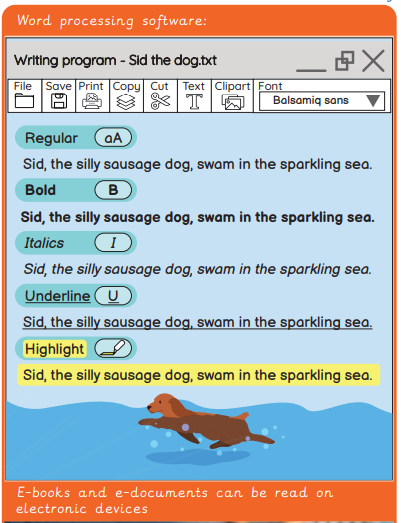 Word processing software:
Writing program - Sid the dog.txt
File Save Print Copy Cut Text Clipart Font
Balsamiq sans
Regular aA
Sid, the silly sausage dog, swam in the sparkling sea.
Bold B
Sid, the silly sausage dog, swam in the sparkling sea.
Italics I
Sid, the silly sausage dog, swam in the sparkling sea.
Underline U
Sid, the silly sausage dog, swam in the sparkling sea.
Highlight
Sid, the silly sausage dog, swam in the sparkling sea.
E-books and e-documents can be read on
electronic devices